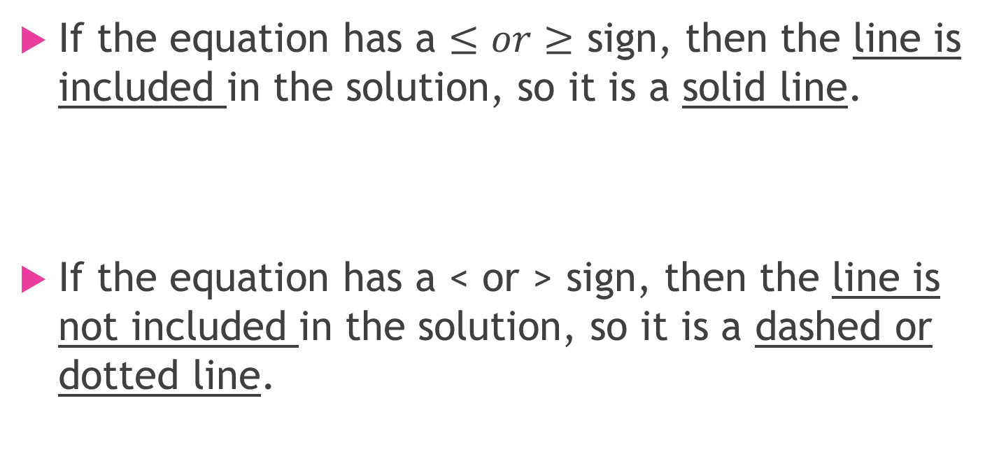 If the equation has a ≤ or ≥ sign, then the line is
included in the solution, so it is a solid line.
If the equation has a < or > sign, then the line is
not included in the solution, so it is a dashed or
dotted line.